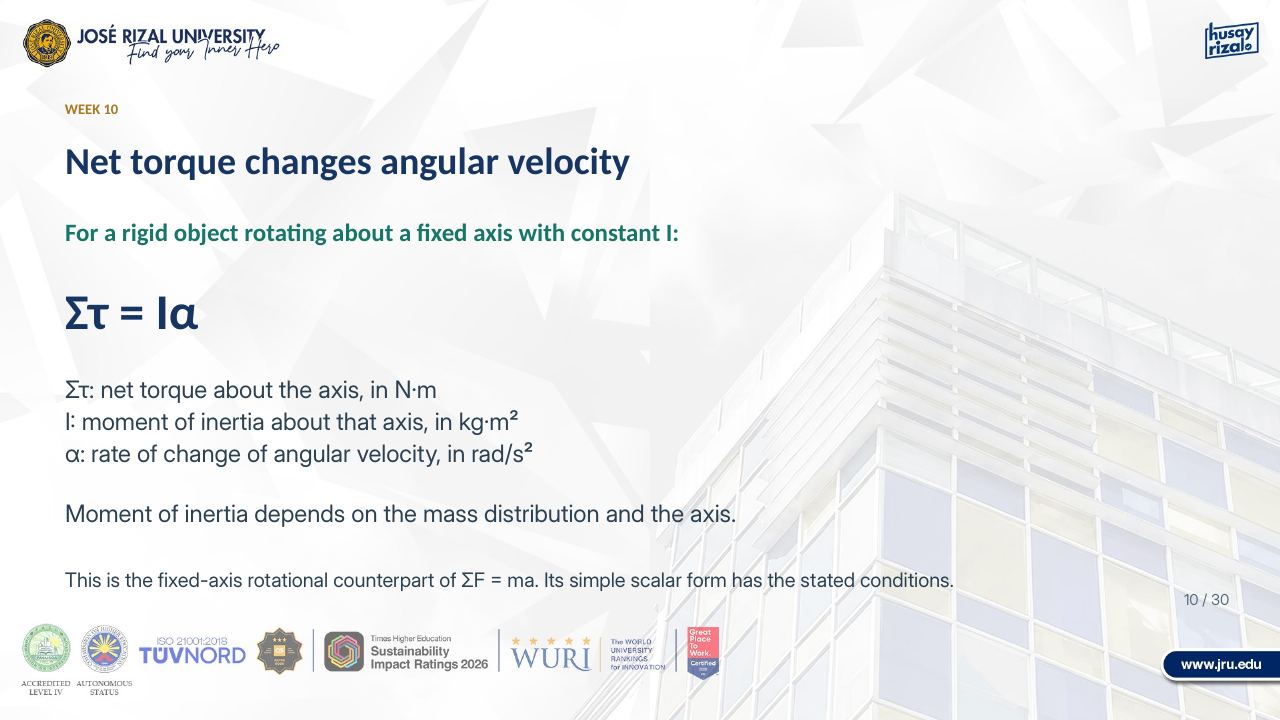 JOSÉ RIZAL UNIVERSITY
Find your Inner Hero
husay
rizal
WEEK 10
Net torque changes angular velocity
For a rigid object rotating about a fixed axis with constant I:
Στ = Iα
Στ: net torque about the axis, in N·m
I: moment of inertia about that axis, in kg·m²
α: rate of change of angular velocity, in rad/s²
Moment of inertia depends on the mass distribution and the axis.
This is the fixed-axis rotational counterpart of ΣF = ma. Its simple scalar form has the stated conditions.
10 / 30
ACCREDITED
LEVEL IV
AUTONOMOUS
STATUS
ISO 21001:2018
TÜVNORD
Times Higher Education
Sustainability
Impact Ratings 2026
WURI
The WORLD
UNIVERSITY
RANKINGS
for INNOVATION
Great
Place
To
Work.
Certified
www.jru.edu